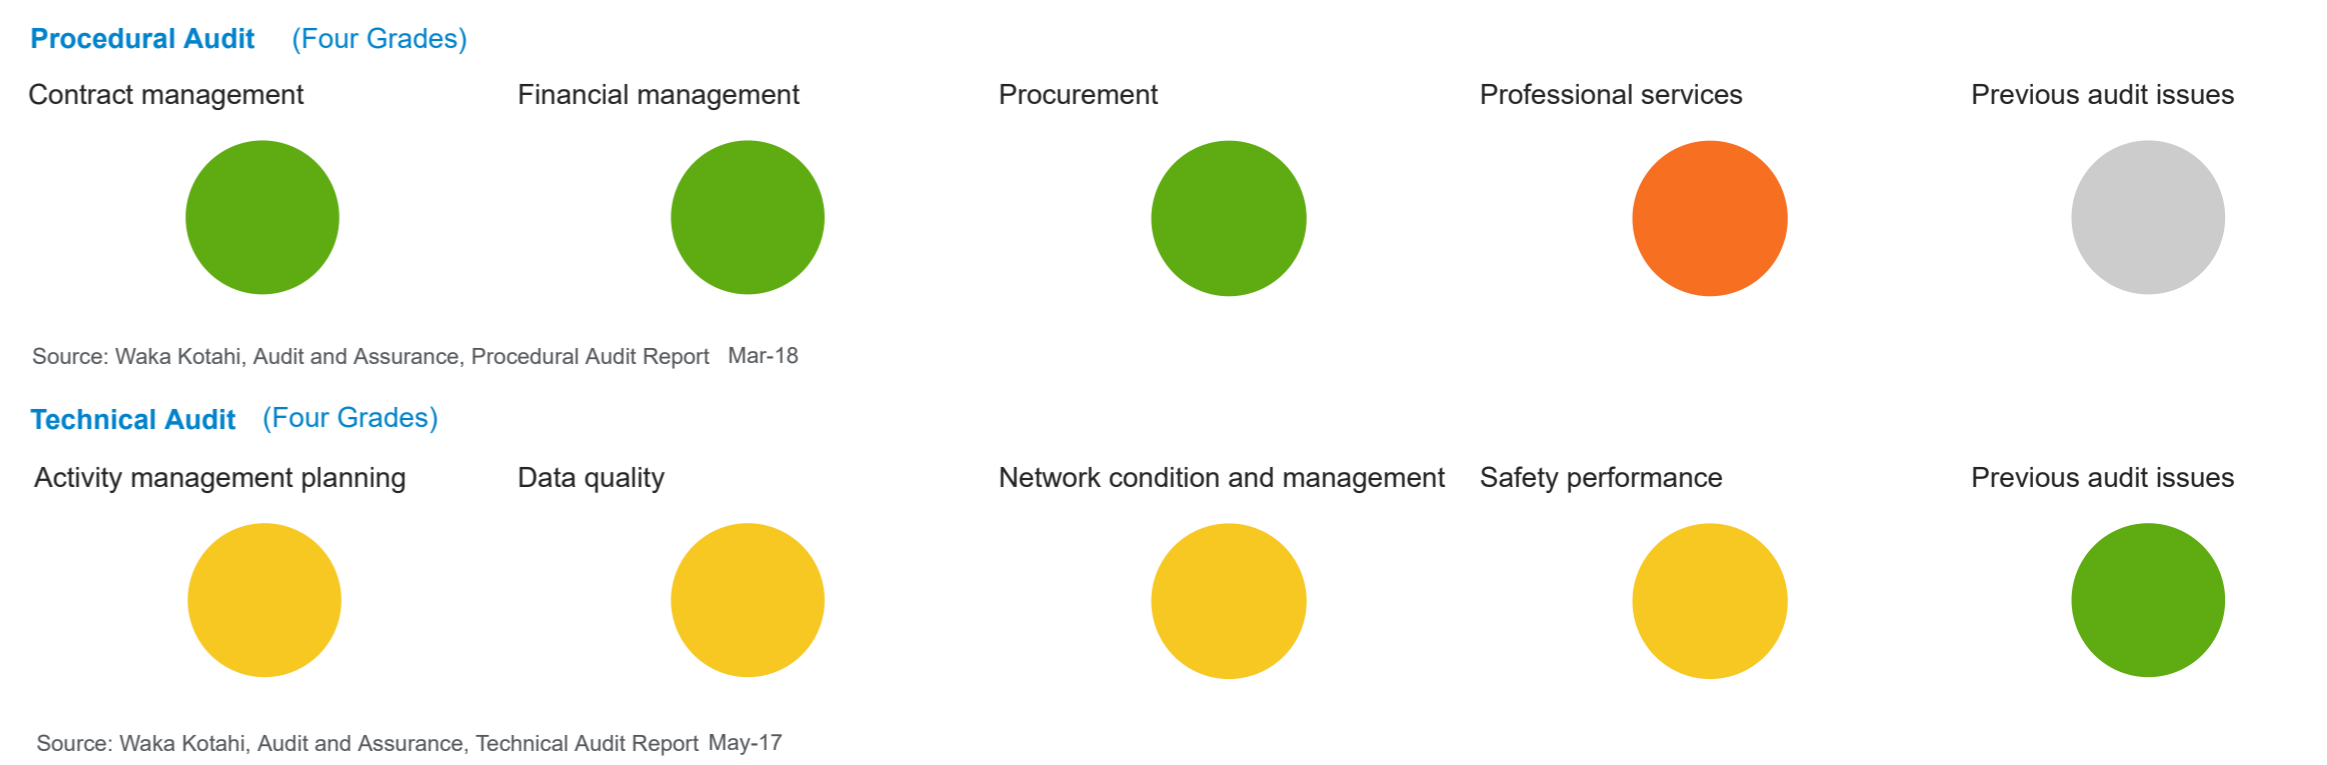 Procedural Audit (Four Grades)
Contract management
Financial management
Procurement
Professional services
Previous audit issues
Source: Waka Kotahi, Audit and Assurance, Procedural Audit Report Mar-18
Technical Audit (Four Grades)
Activity management planning
Data quality
Network condition and management
Safety performance
Previous audit issues
Source: Waka Kotahi, Audit and Assurance, Technical Audit Report May-17